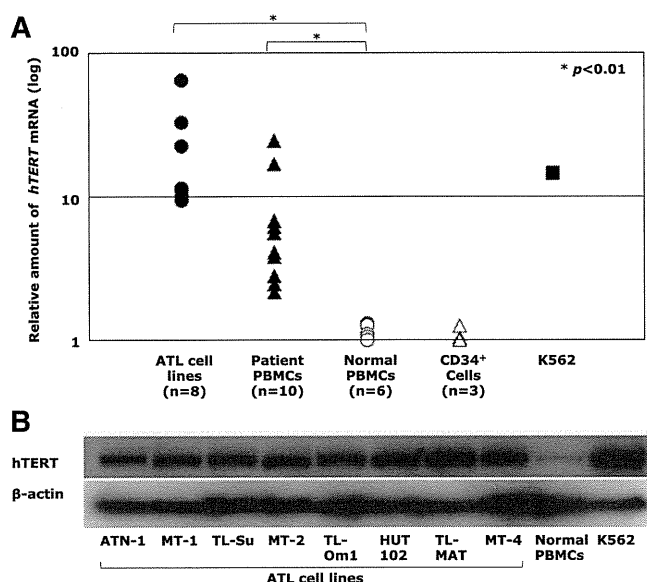 A
*
*
* p<0.01
Relative amount of hTERT mRNA (log)
100
10
1
ATL cell lines (n=8)
Patient PBMCs (n=10)
Normal PBMCs (n=6)
CD34+ Cells (n=3)
K562
B
hTERT
β-actin
ATN-1 MT-1 TL-Su MT-2 TL-Om1 HUT 102 TL-MAT MT-4 Normal PBMCs K562
ATL cell lines